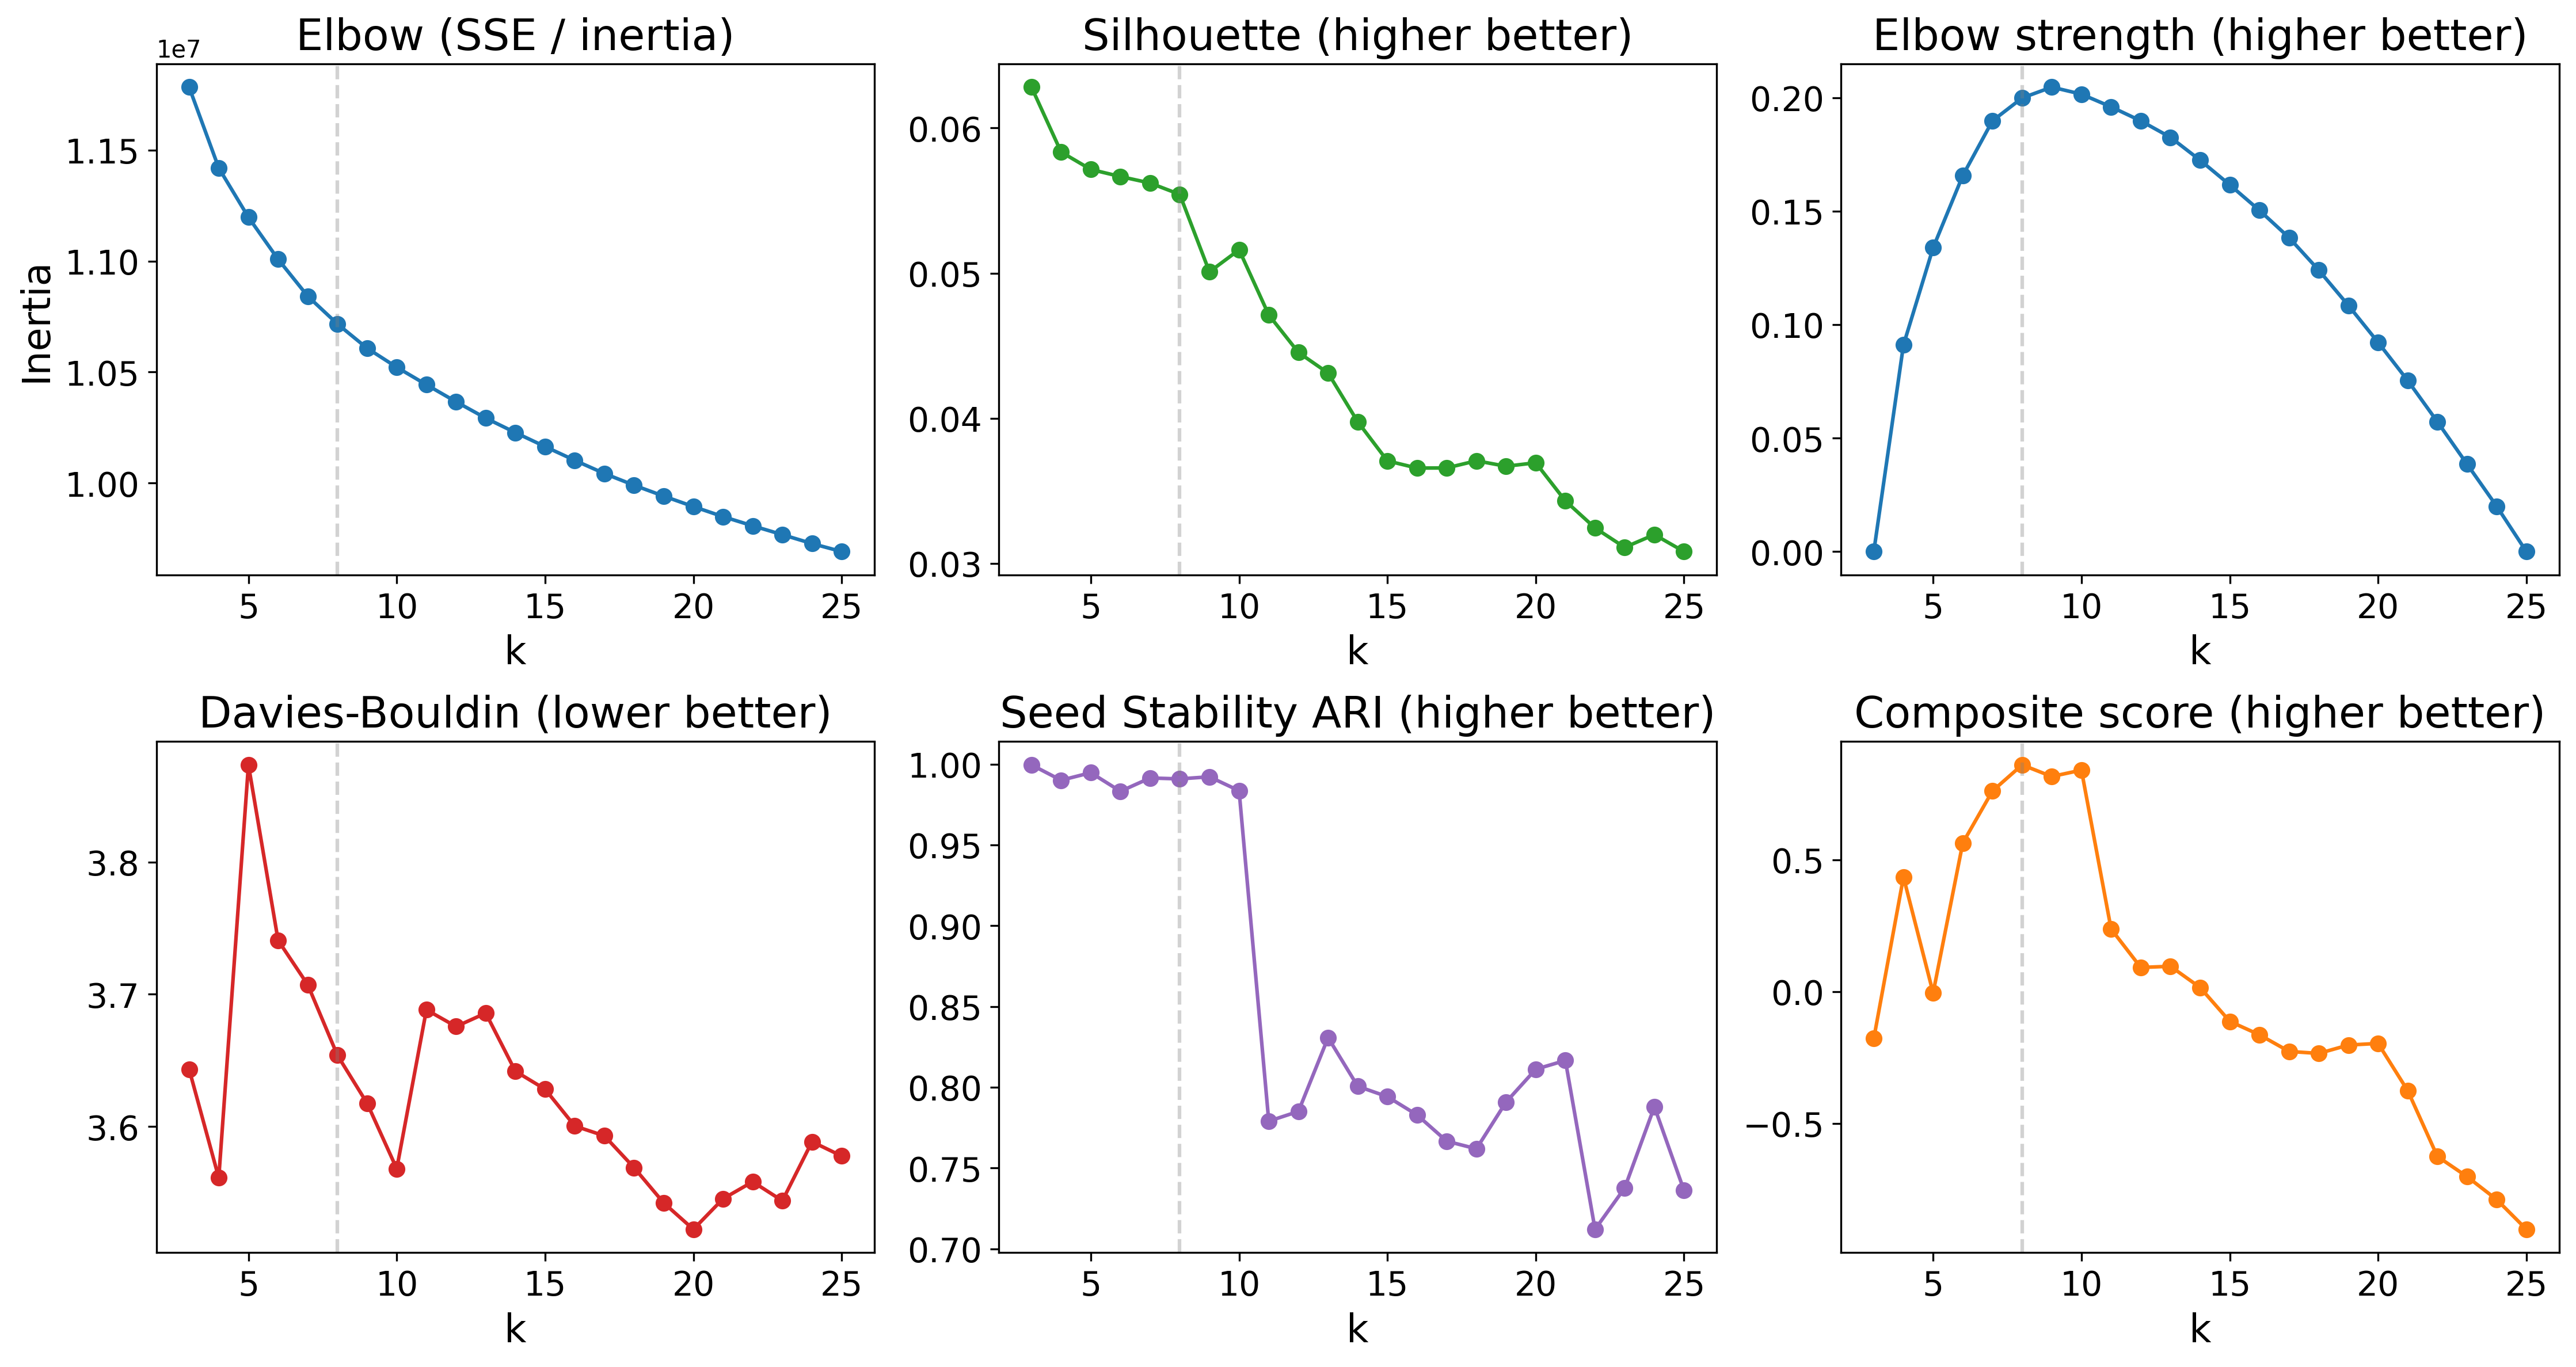 Elbow (SSE / inertia)
1e7
1.15
1.10
1.05
1.00
Inertia
5 10 15 20 25
k
Silhouette (higher better)
0.06
0.05
0.04
0.03
5 10 15 20 25
k
Elbow strength (higher better)
0.20
0.15
0.10
0.05
0.00
5 10 15 20 25
k
Davies-Bouldin (lower better)
3.8
3.7
3.6
5 10 15 20 25
k
Seed Stability ARI (higher better)
1.00
0.95
0.90
0.85
0.80
0.75
0.70
5 10 15 20 25
k
Composite score (higher better)
0.5
0.0
−0.5
5 10 15 20 25
k